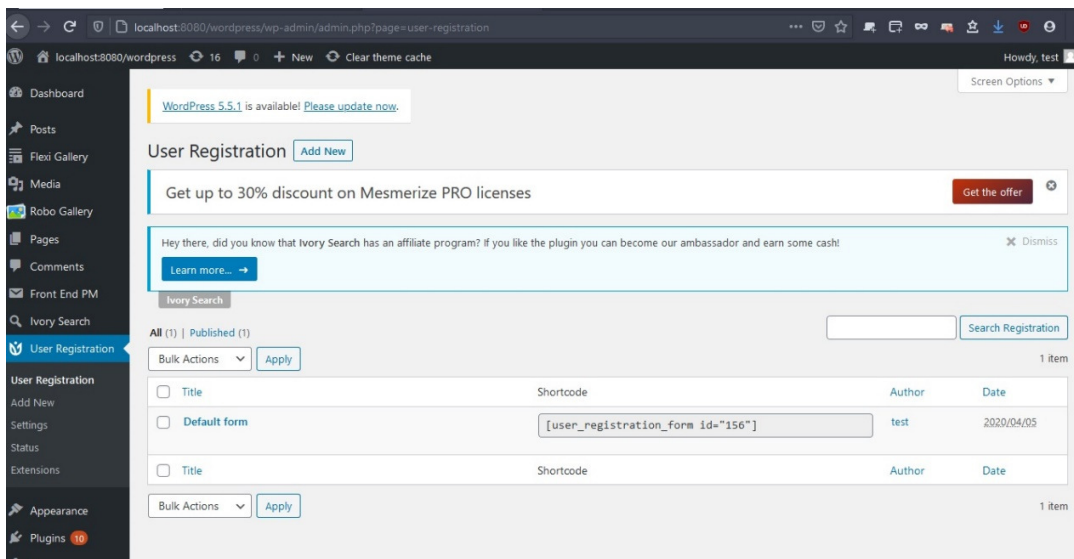 localhost:8080/wordpress/wp-admin/admin.php?page=user-registration
localhost:8080/wordpress 16 0 + New Clear theme cache Howdy, test
Screen Options ▼
Dashboard
Posts
Flexi Gallery
Media
Robo Gallery
Pages
Comments
Front End PM
Ivory Search
User Registration
User Registration
Add New
Settings
Status
Extensions
Appearance
Plugins 10
WordPress 5.5.1 is available! Please update now.
User Registration Add New
Get up to 30% discount on Mesmerize PRO licenses Get the offer
Hey there, did you know that Ivory Search has an affiliate program? If you like the plugin you can become our ambassador and earn some cash! Dismiss
Learn more... →
Ivory Search
All (1) | Published (1) Search Registration
Bulk Actions Apply 1 item
Title Shortcode Author Date
Default form [user_registration_form id="156"] test 2020/04/05
Title Shortcode Author Date
Bulk Actions Apply 1 item